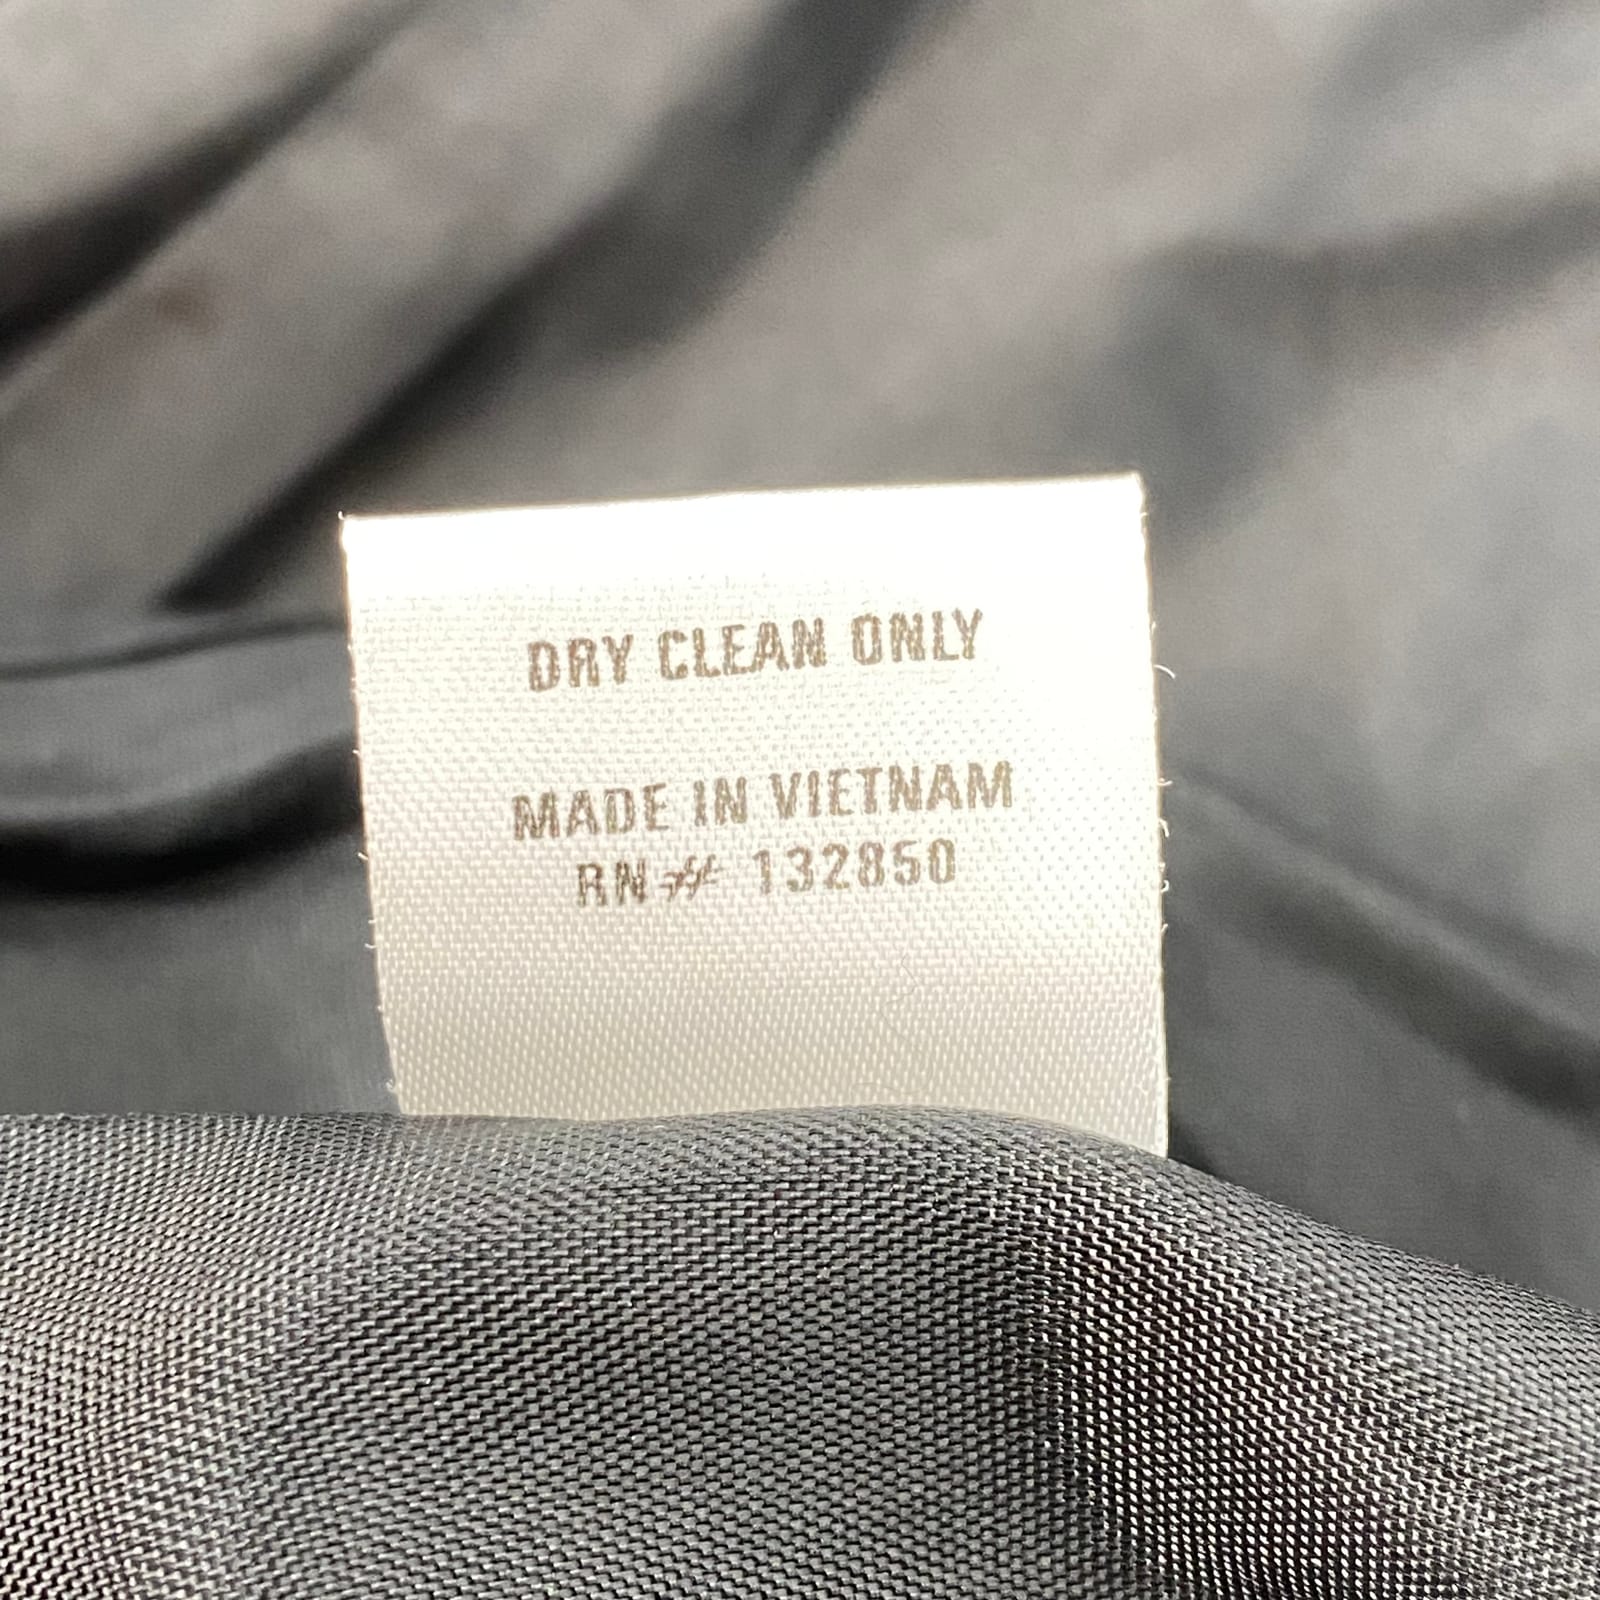 DRY CLEAN ONLY
MADE IN VIETNAM
RN# 132850